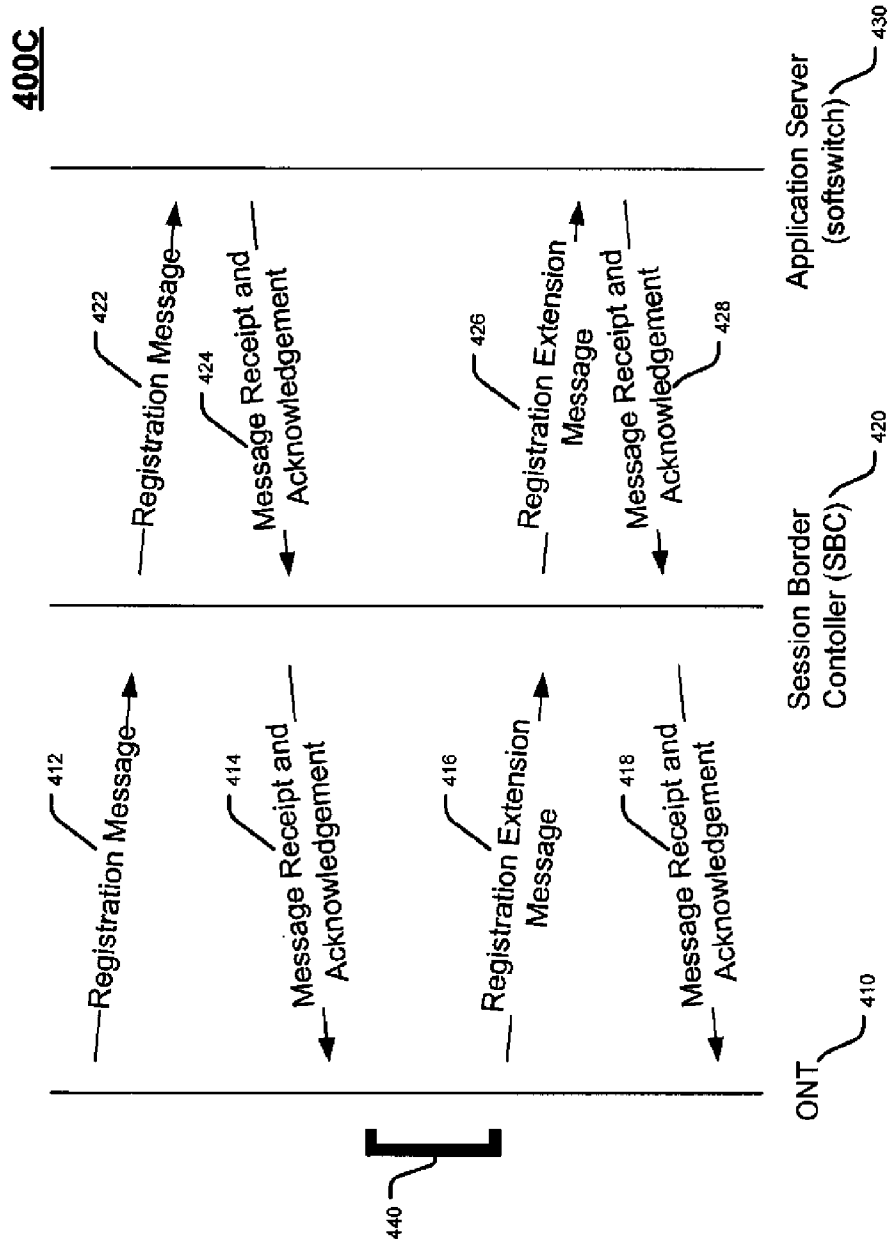 400C
412
Registration Message
422
Registration Message
414
Message Receipt and
Acknowledgement
424
Message Receipt and
Acknowledgement
440
416
Registration Extension
Message
426
Registration Extension
Message
418
Message Receipt and
Acknowledgement
Message Receipt and
Acknowledgement
428
ONT
410
Session Border
Contoller (SBC)
420
Application Server
(softswitch)
430